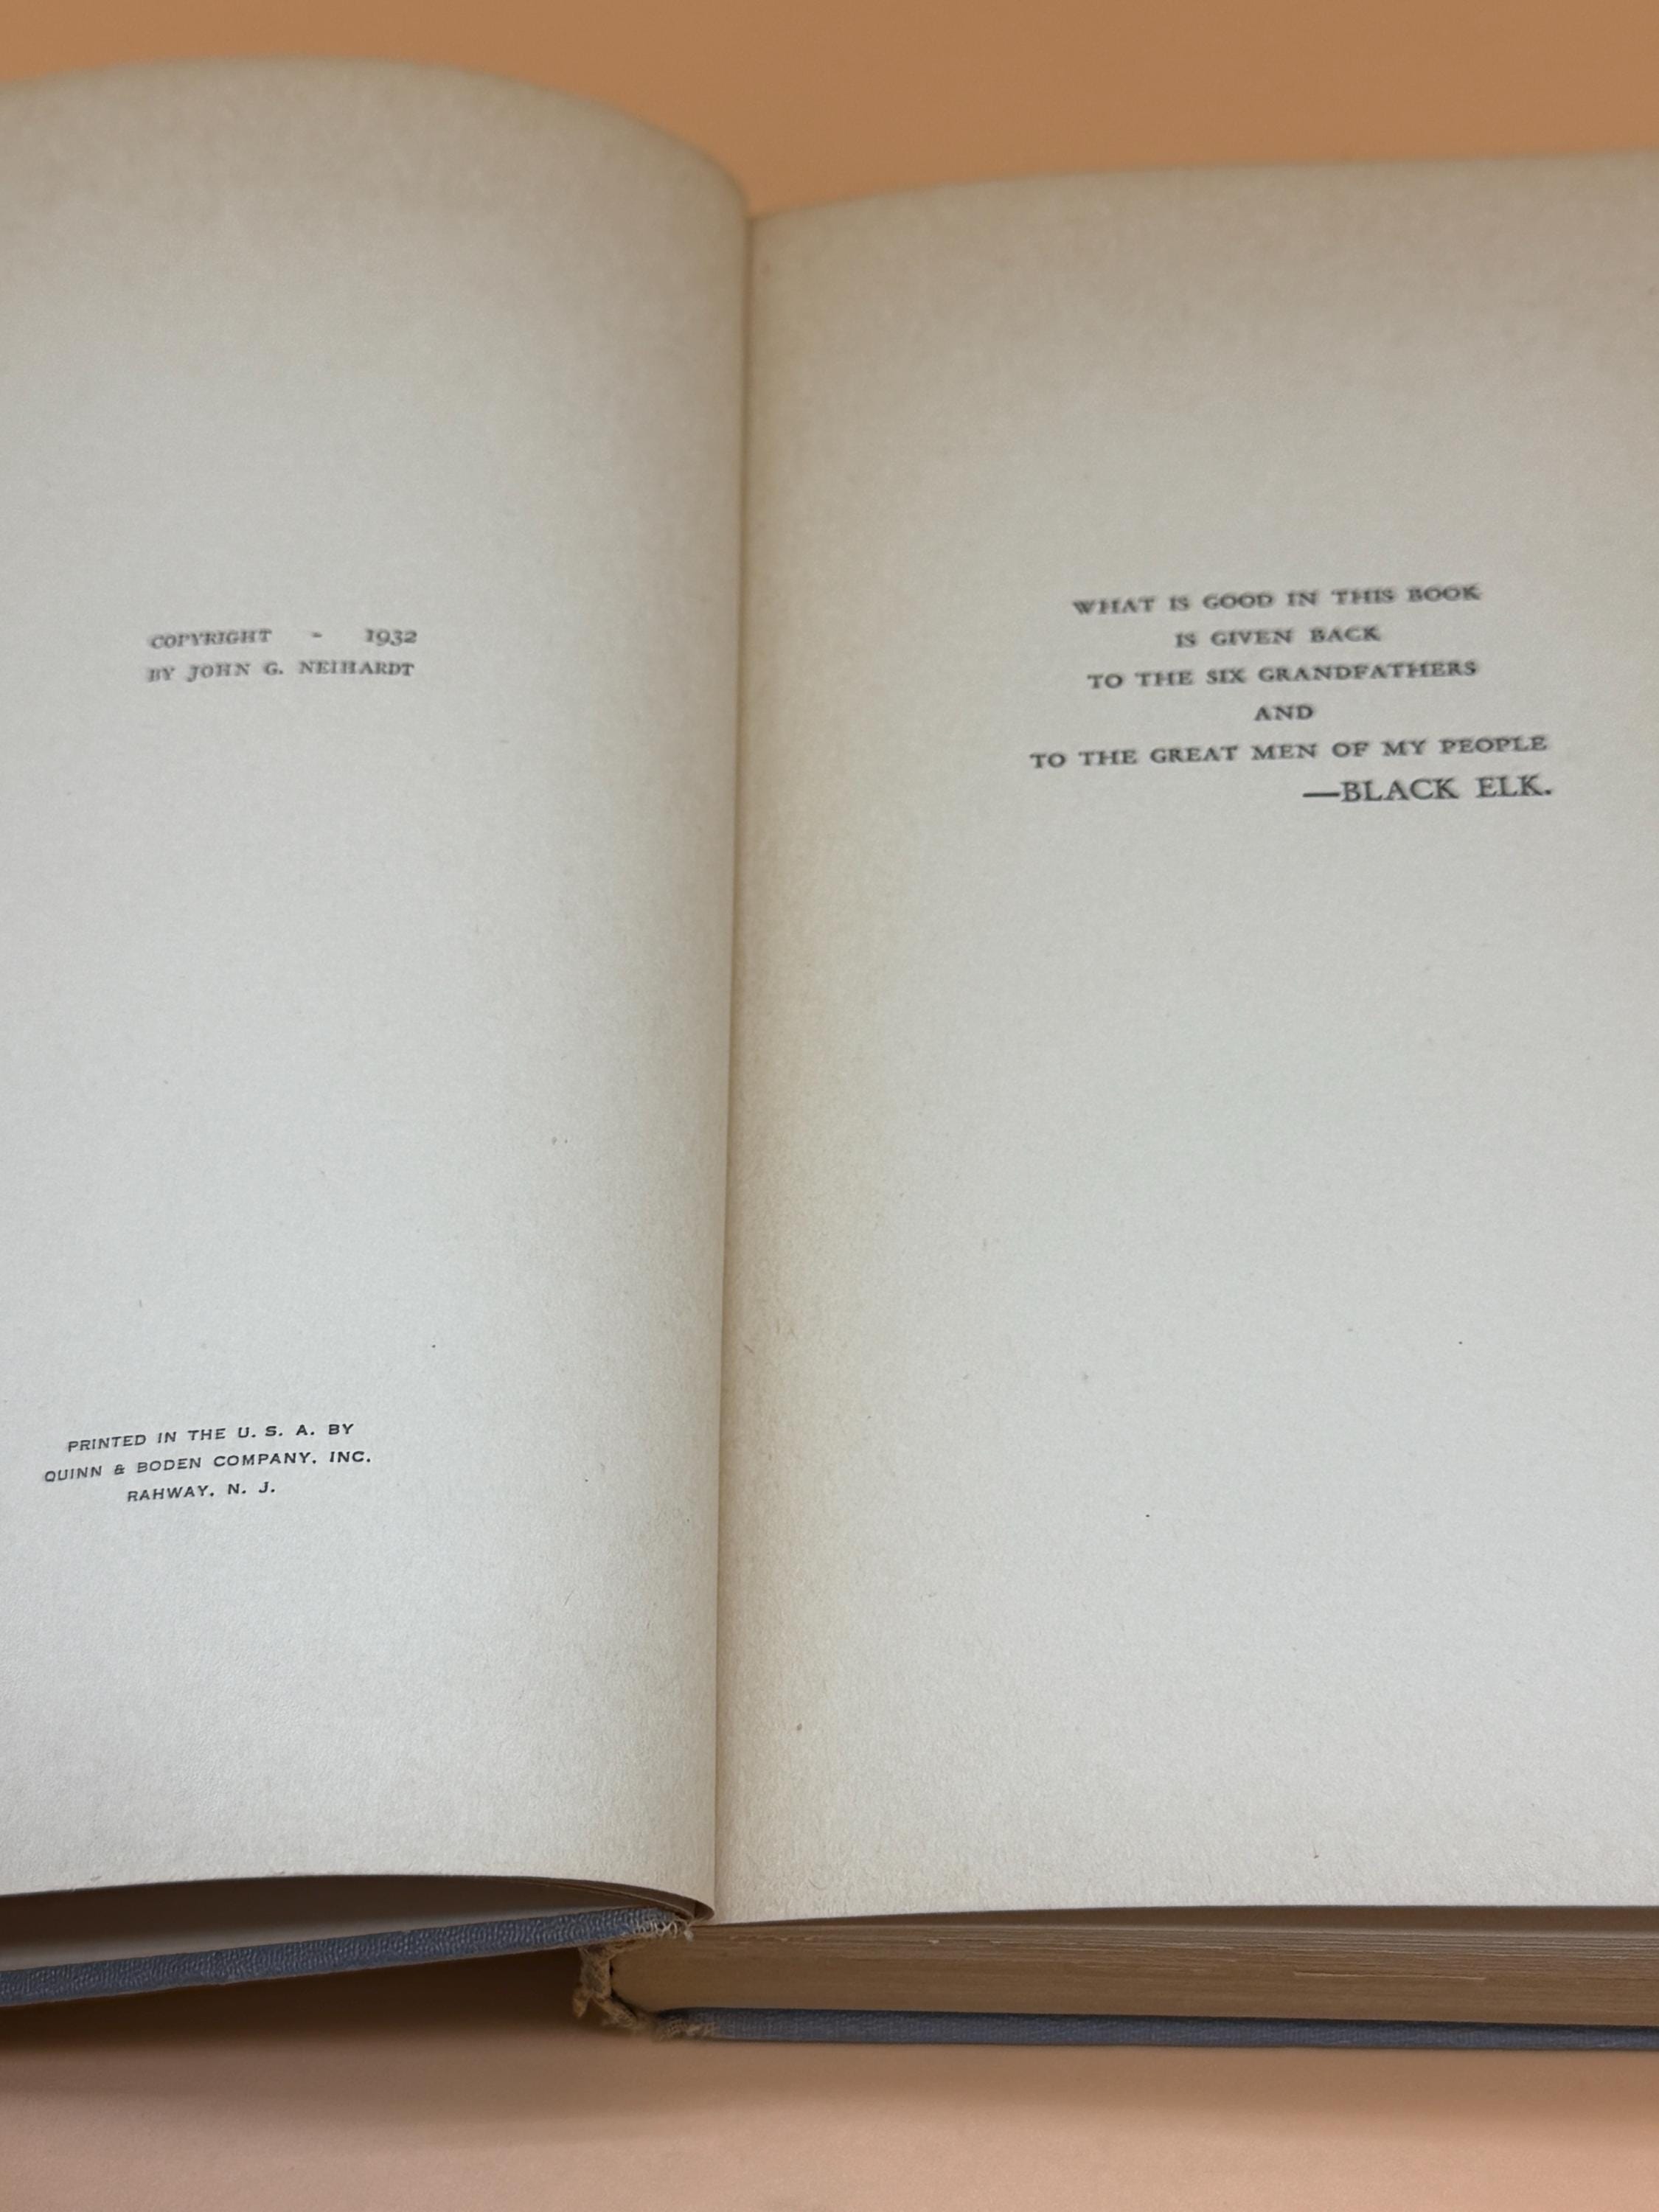 COPYRIGHT - 1932
BY JOHN G. NEIHARDT
PRINTED IN THE U. S. A. BY
QUINN & BODEN COMPANY, INC.
RAHWAY, N. J.
WHAT IS GOOD IN THIS BOOK
IS GIVEN BACK
TO THE SIX GRANDFATHERS
AND
TO THE GREAT MEN OF MY PEOPLE
—BLACK ELK.